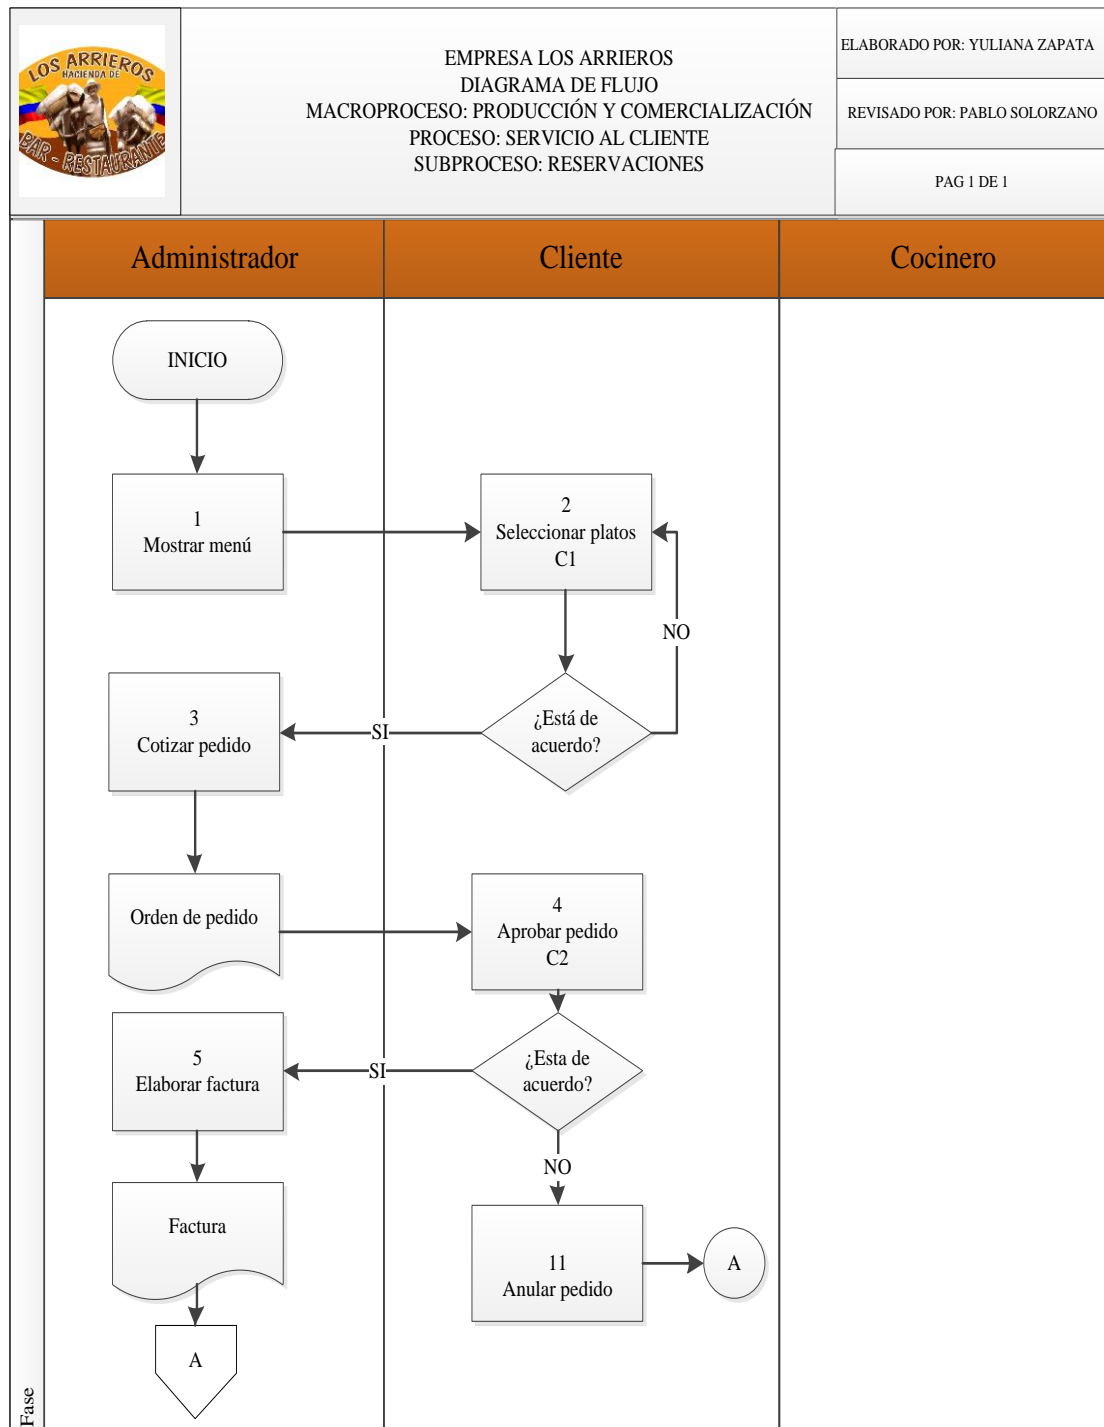 LOS ARRIEROS
HACIENDA DE
BAR - RESTAURANTE
EMPRESA LOS ARRIEROS
DIAGRAMA DE FLUJO
MACROPROCESO: PRODUCCIÓN Y COMERCIALIZACIÓN
PROCESO: SERVICIO AL CLIENTE
SUBPROCESO: RESERVACIONES
ELABORADO POR: YULIANA ZAPATA
REVISADO POR: PABLO SOLORZANO
PAG 1 DE 1
Administrador
Cliente
Cocinero
INICIO
1
Mostrar menú
2
Seleccionar platos
C1
NO
3
Cotizar pedido
SI
¿Está de
acuerdo?
Orden de pedido
4
Aprobar pedido
C2
5
Elaborar factura
SI
¿Esta de
acuerdo?
NO
Factura
11
Anular pedido
A
A
Fase